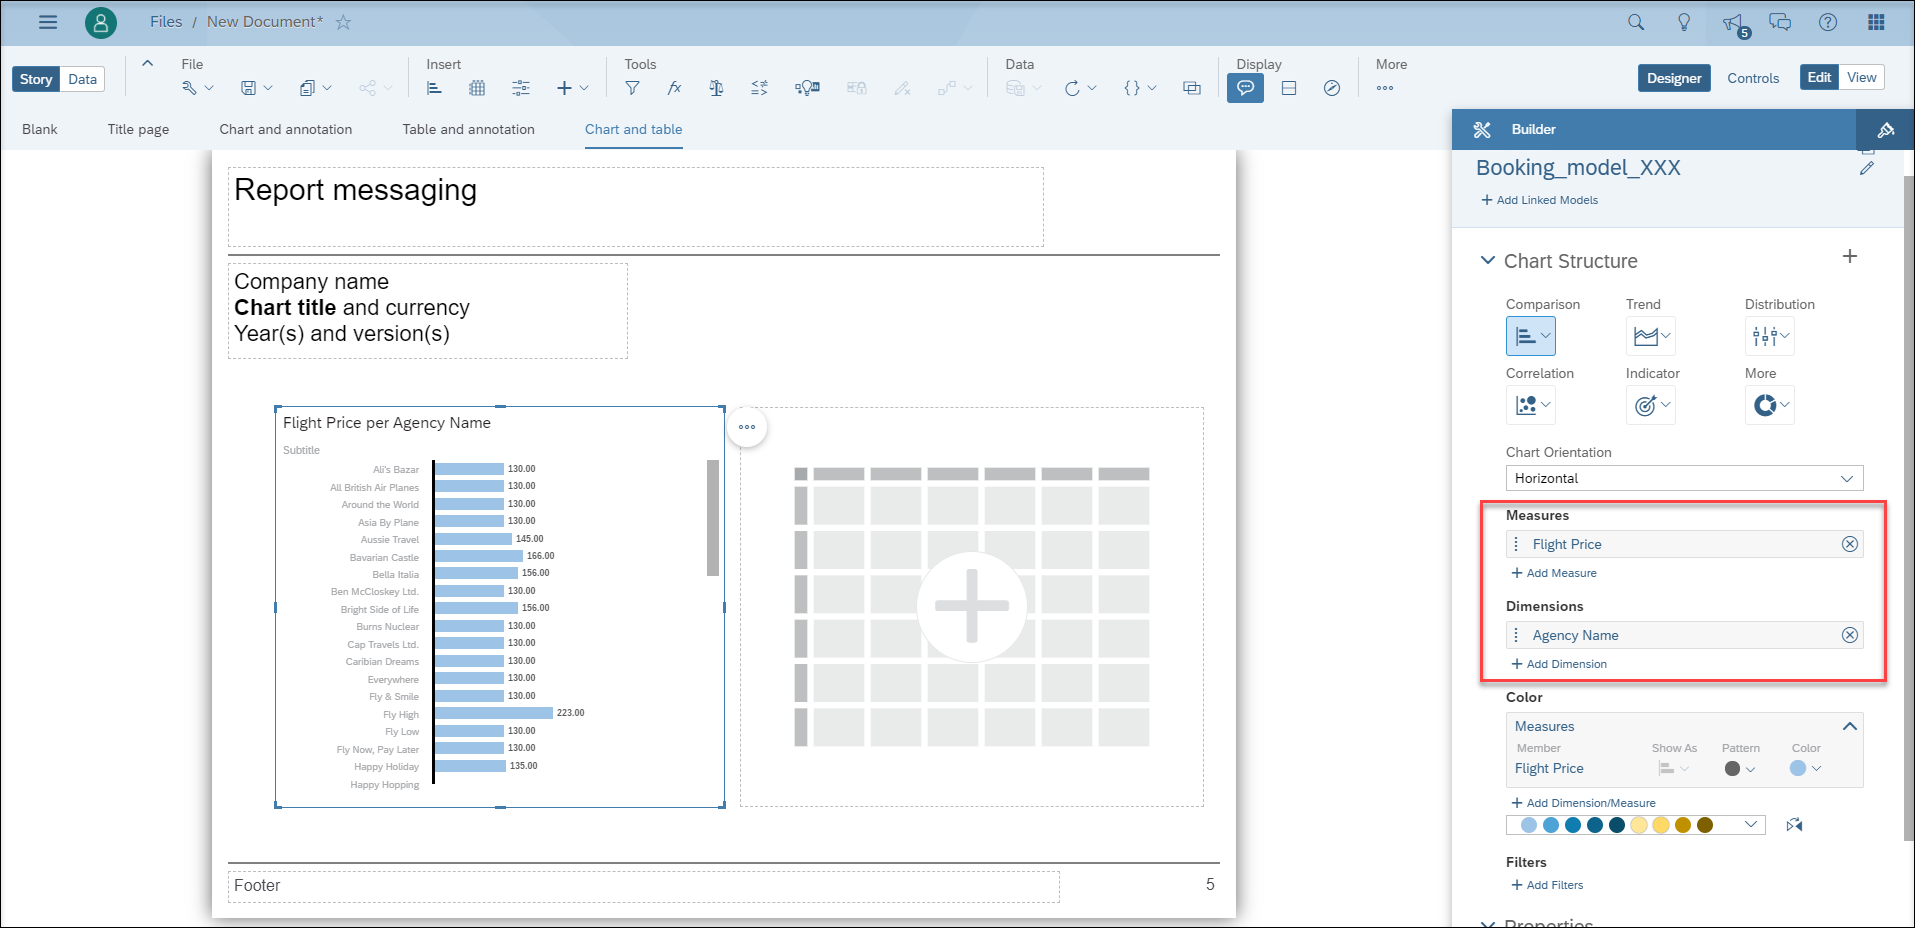 Files / New Document*
5
Story Data
File
Insert
Tools
Data
Display
More
Designer Controls Edit View
Blank Title page Chart and annotation Table and annotation Chart and table
Report messaging
Company name
Chart title and currency
Year(s) and version(s)
Flight Price per Agency Name
Subtitle
Ali's Bazar 130.00
All British Air Planes 130.00
Around the World 130.00
Asia By Plane 130.00
Aussie Travel 145.00
Bavarian Castle 166.00
Bella Italia 156.00
Ben McCloskey Ltd. 130.00
Bright Side of Life 156.00
Burns Nuclear 130.00
Cap Travels Ltd. 130.00
Caribian Dreams 130.00
Everywhere 130.00
Fly & Smile 130.00
Fly High 223.00
Fly Low 130.00
Fly Now, Pay Later 130.00
Happy Holiday 135.00
Happy Hopping
Footer 5
Builder
Booking_model_XXX
+ Add Linked Models
Chart Structure
Comparison Trend Distribution
Correlation Indicator More
Chart Orientation
Horizontal
Measures
Flight Price
+ Add Measure
Dimensions
Agency Name
+ Add Dimension
Color
Measures
Member Show As Pattern Color
Flight Price
+ Add Dimension/Measure
Filters
+ Add Filters
Properties